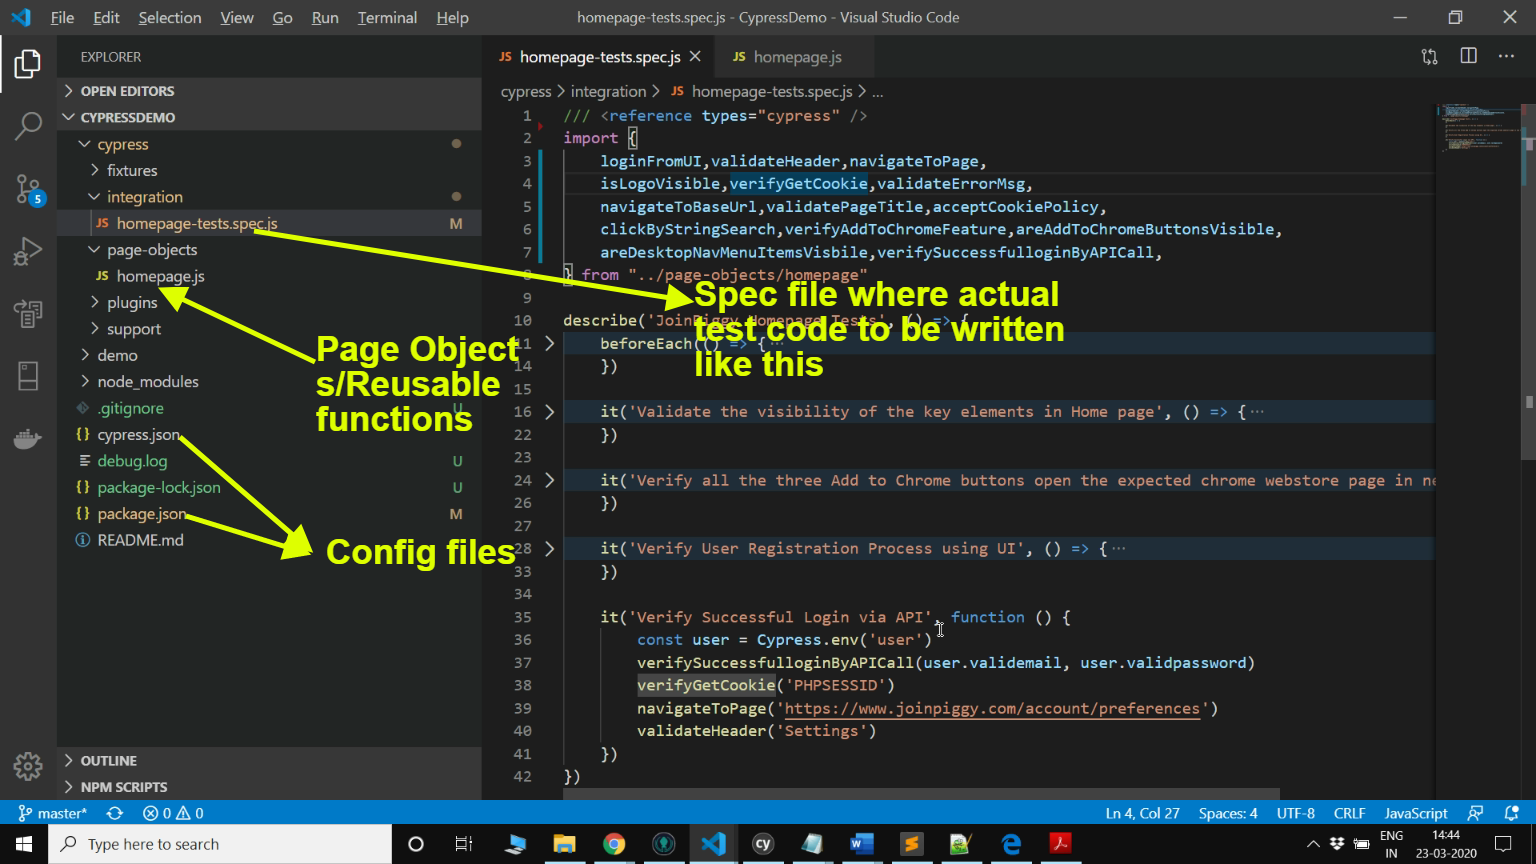 File Edit Selection View Go Run Terminal Help
homepage-tests.spec.js - CypressDemo - Visual Studio Code
EXPLORER
OPEN EDITORS
CYPRESSDEMO
cypress
fixtures
integration
JS homepage-tests.spec.js M
page-objects
JS homepage.js
plugins
support
demo
node_modules
.gitignore U
{} cypress.json
debug.log U
{} package-lock.json U
{} package.json M
README.md
OUTLINE
NPM SCRIPTS
5
Page Object
s/Reusable
functions
Config files
Spec file where actual
test code to be written
like this
JS homepage-tests.spec.js
JS homepage.js
cypress > integration > JS homepage-tests.spec.js > ...
1 /// <reference types="cypress" />
2 import {
3 loginFromUI,validateHeader,navigateToPage,
4 isLogoVisible,verifyGetCookie,validateErrorMsg,
5 navigateToBaseUrl,validatePageTitle,acceptCookiePolicy,
6 clickByStringSearch,verifyAddToChromeFeature,areAddToChromeButtonsVisible,
7 areDesktopNavMenuItemsVisbile,verifySuccessfulloginByAPICall,
8 } from "../page-objects/homepage"
9
10 describe('JoinPiggy Homepage Tests', () => {
11 beforeEach(() => {···
14 })
15
16 it('Validate the visibility of the key elements in Home page', () => {···
22 })
23
24 it('Verify all the three Add to Chrome buttons open the expected chrome webstore page in ne
26 })
27
28 it('Verify User Registration Process using UI', () => {···
33 })
34
35 it('Verify Successful Login via API', function () {
36 const user = Cypress.env('user')
37 verifySuccessfulloginByAPICall(user.validemail, user.validpassword)
38 verifyGetCookie('PHPSESSID')
39 navigateToPage('https://www.joinpiggy.com/account/preferences')
40 validateHeader('Settings')
41 })
42 })
master* 0 0
Ln 4, Col 27 Spaces: 4 UTF-8 CRLF JavaScript
Type here to search
cy
ENG
IN
14:44
23-03-2020